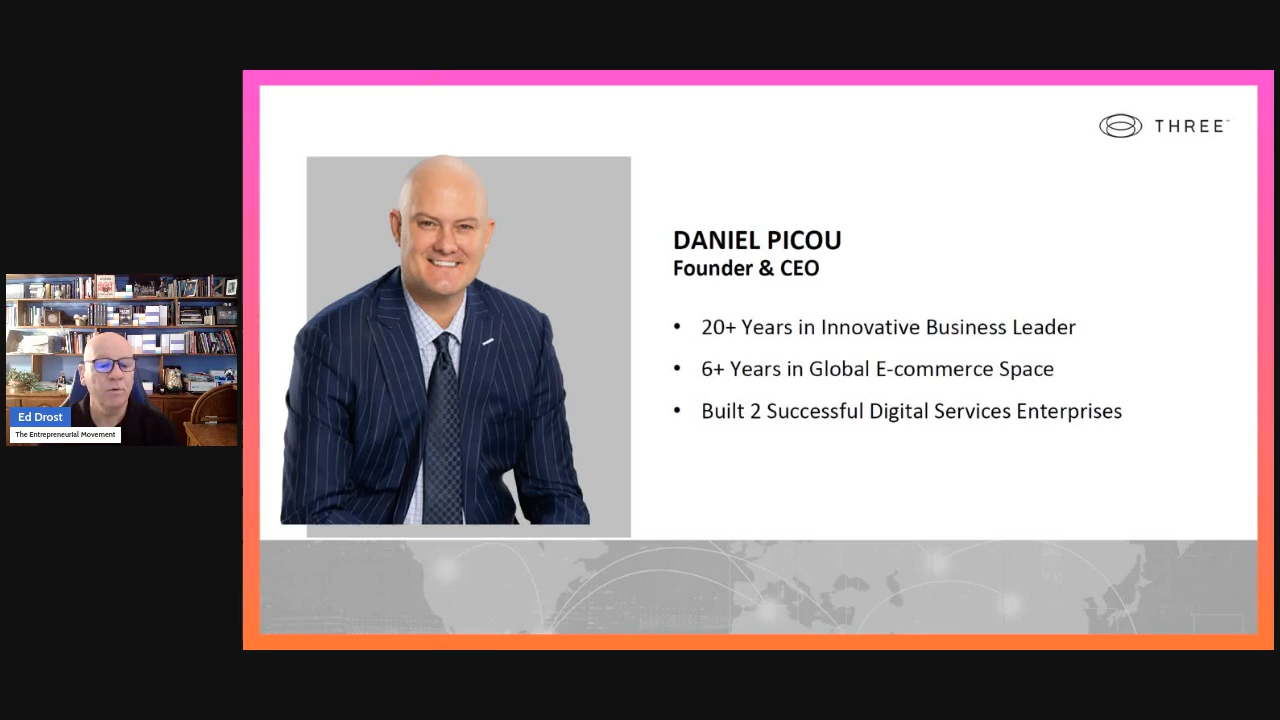 THREE
DANIEL PICOU
Founder & CEO
• 20+ Years in Innovative Business Leader
• 6+ Years in Global E-commerce Space
• Built 2 Successful Digital Services Enterprises
Ed Drost
The Entrepreneurial Movement